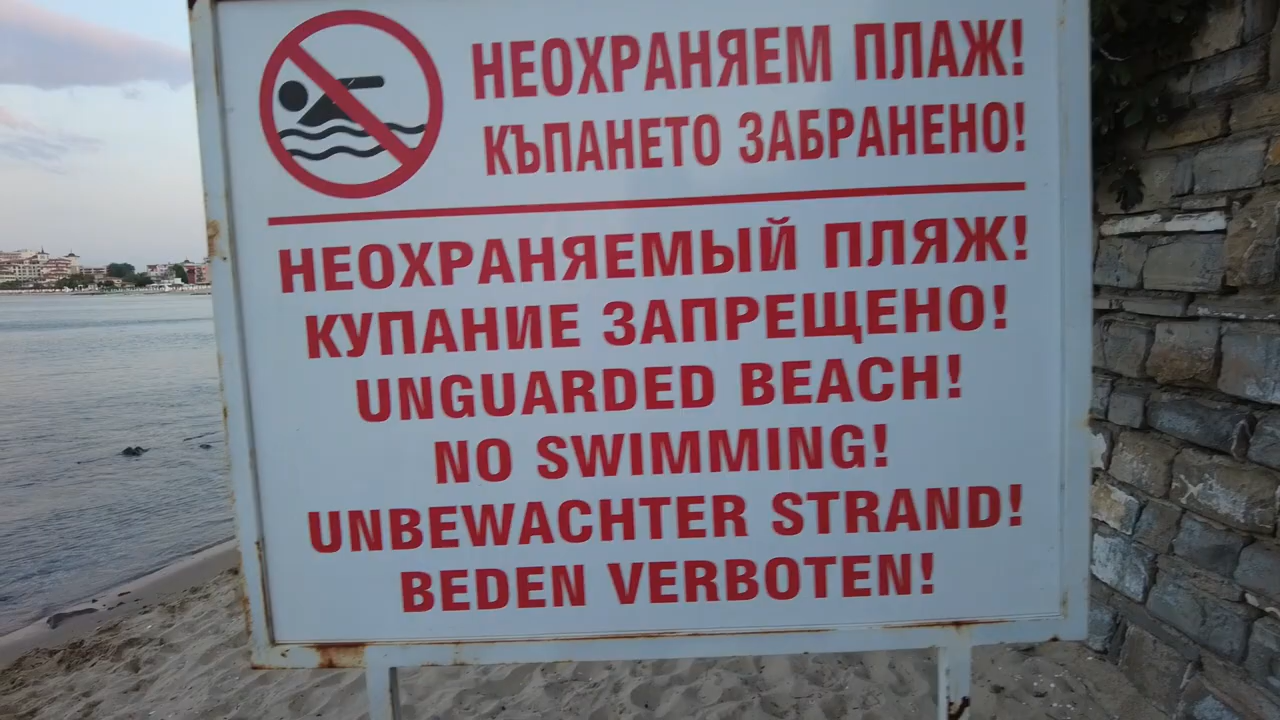 НЕОХРАНЯЕМ ПЛАЖ!
КЪПАНЕТО ЗАБРАНЕНО!
НЕОХРАНЯЕМЫЙ ПЛЯЖ!
КУПАНИЕ ЗАПРЕЩЕНО!
UNGUARDED BEACH!
NO SWIMMING!
UNBEWACHTER STRAND!
BEDEN VERBOTEN!